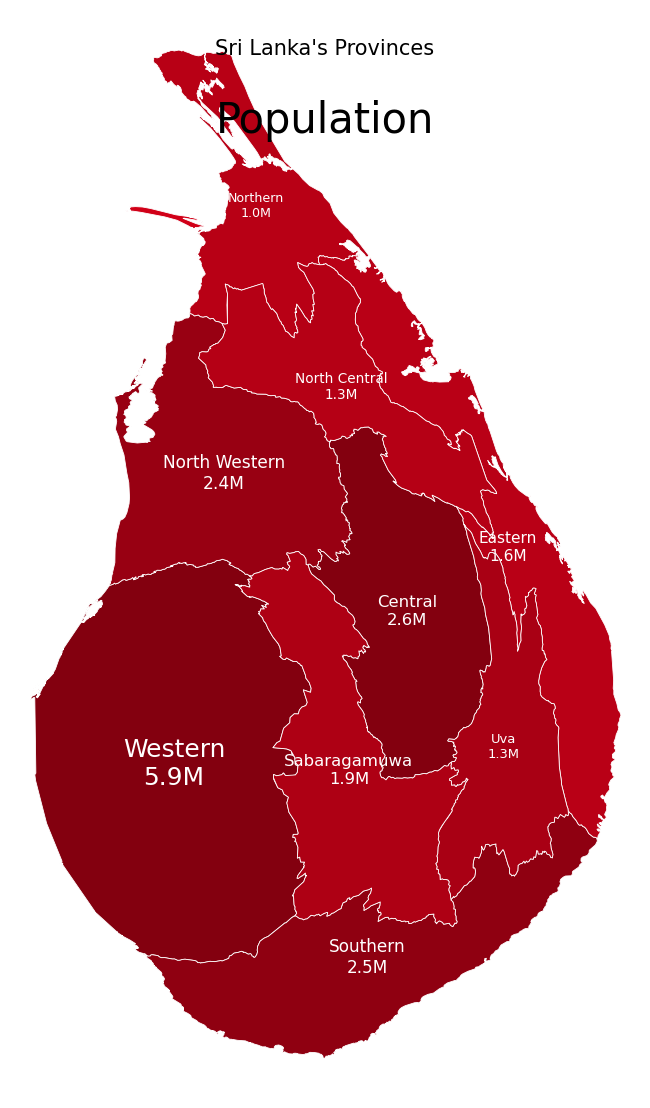 Sri Lanka's Provinces
Population
Northern
1.0M
North Central
1.3M
North Western
2.4M
Eastern
1.6M
Central
2.6M
Western
5.9M
Uva
1.3M
Sabaragamuwa
1.9M
Southern
2.5M